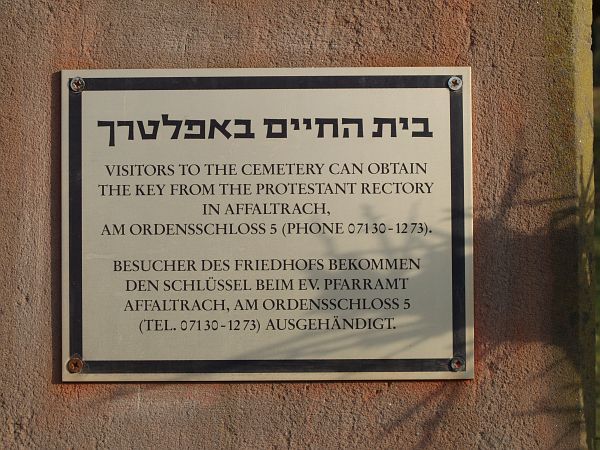 בית החיים באפלטרך
VISITORS TO THE CEMETERY CAN OBTAIN
THE KEY FROM THE PROTESTANT RECTORY
IN AFFALTRACH,
AM ORDENSSCHLOSS 5 (PHONE 07130-1273).
BESUCHER DES FRIEDHOFS BEKOMMEN
DEN SCHLÜSSEL BEIM EV. PFARRAMT
AFFALTRACH, AM ORDENSSCHLOSS 5
(TEL. 07130-1273) AUSGEHÄNDIGT.